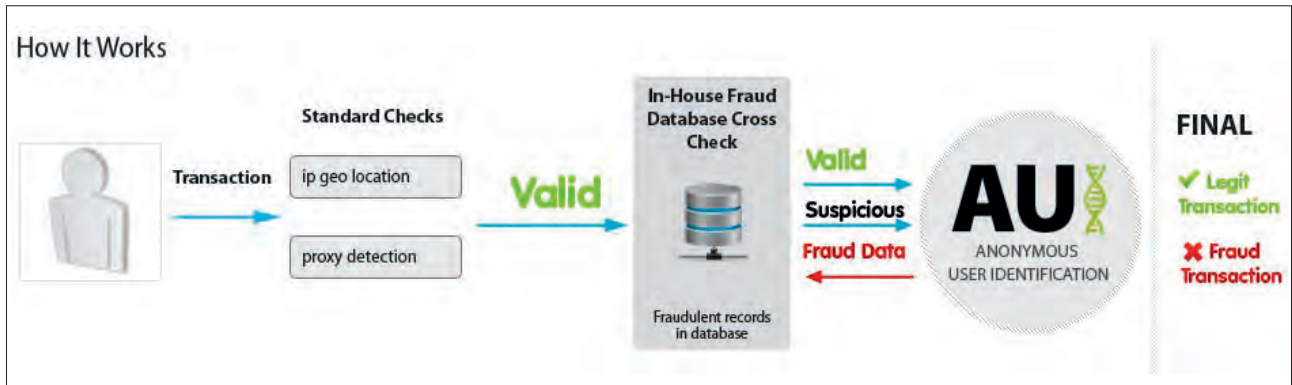 How It Works
Standard Checks
Transaction
ip geo location
proxy detection
Valid
In-House Fraud
Database Cross
Check
Fraudulent records
in database
Valid
Suspicious
Fraud Data
AU
ANONYMOUS
USER IDENTIFICATION
FINAL
Legit
Transaction
Fraud
Transaction